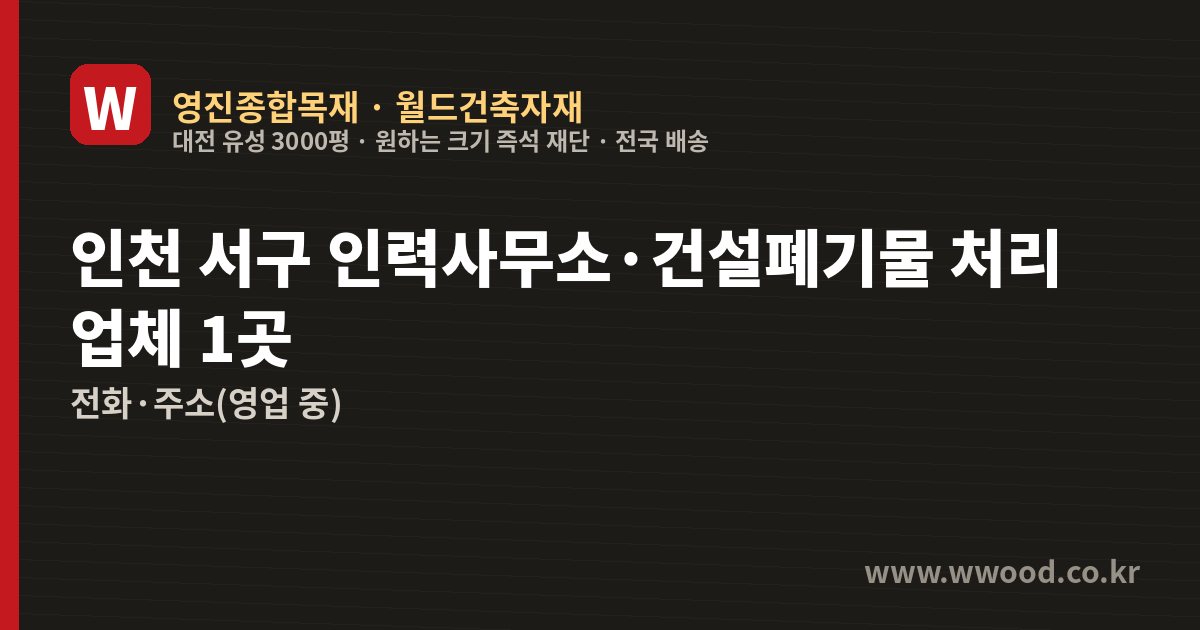 W
영진종합목재 · 월드건축자재
대전 유성 3000평 · 원하는 크기 즉석 재단 · 전국 배송
인천 서구 인력사무소·건설폐기물 처리
업체 1곳
전화·주소(영업 중)
www.wwood.co.kr